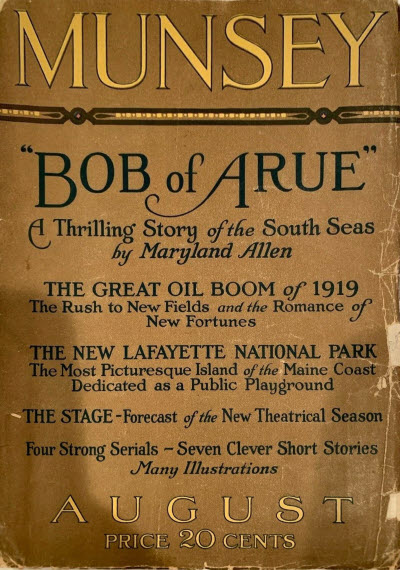 MUNSEY
"BOB of ARUE"
A Thrilling Story of the South Seas
by Maryland Allen
THE GREAT OIL BOOM of 1919
The Rush to New Fields and the Romance of
New Fortunes
THE NEW LAFAYETTE NATIONAL PARK
The Most Picturesque Island of the Maine Coast
Dedicated as a Public Playground
THE STAGE - Forecast of the New Theatrical Season
Four Strong Serials - Seven Clever Short Stories
Many Illustrations
AUGUST
PRICE 20 CENTS